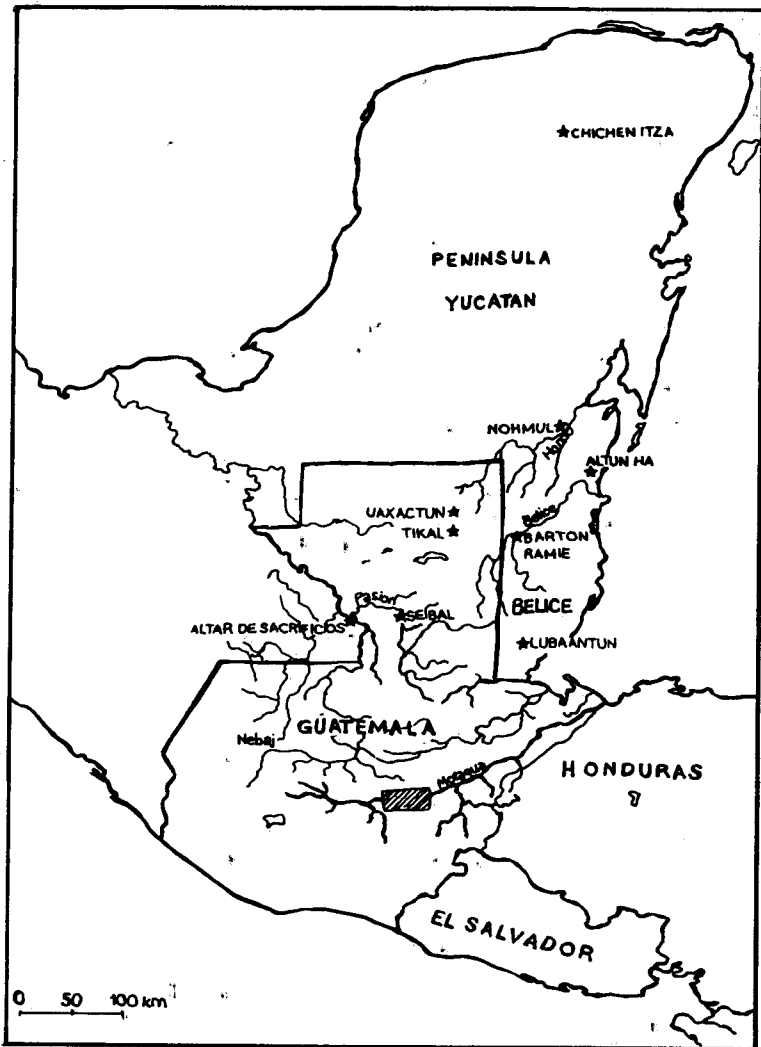 CHICHEN ITZA
PENINSULA
YUCATAN
NOHMUL
Hondo
ALTUN HA
UAXACTUN
TIKAL
Belice
BARTON
RAMIE
Pasion
SEIBAL
BELICE
ALTAR DE SACRIFICIOS
LUBAANTUN
GUATEMALA
Nebaj
Motagua
HONDURAS
EL SALVADOR
0 50 100 km